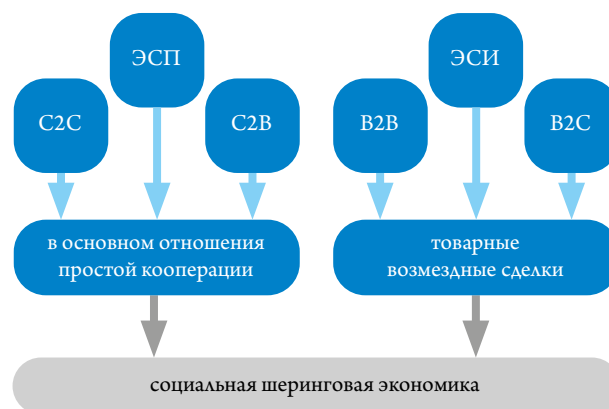 ЭСП
ЭСИ
C2C
C2B
B2B
B2C
в основном отношения
простой кооперации
товарные
возмездные сделки
социальная шеринговая экономика